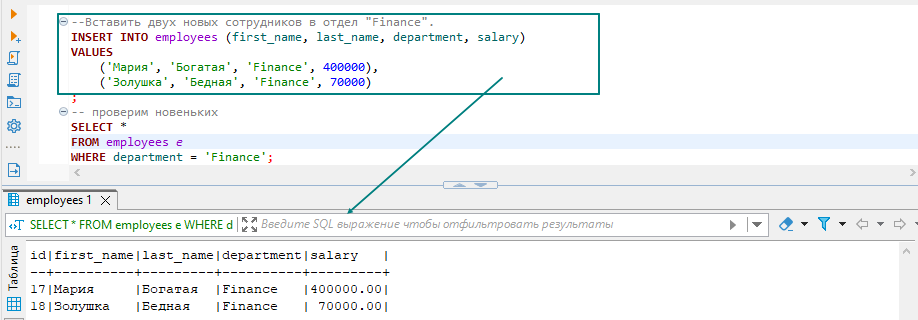 --Вставить двух новых сотрудников в отдел "Finance".
INSERT INTO employees (first_name, last_name, department, salary)
VALUES
('Мария', 'Богатая', 'Finance', 400000),
('Золушка', 'Бедная', 'Finance', 70000)
;
-- проверим новеньких
SELECT *
FROM employees e
WHERE department = 'Finance';
employees 1
SELECT * FROM employees e WHERE d
Введите SQL выражение чтобы отфильтровать результаты
Таблица
id|first_name|last_name|department|salary   |
--+----------+---------+----------+---------+
17|Мария     |Богатая  |Finance   |400000.00|
18|Золушка   |Бедная   |Finance   | 70000.00|